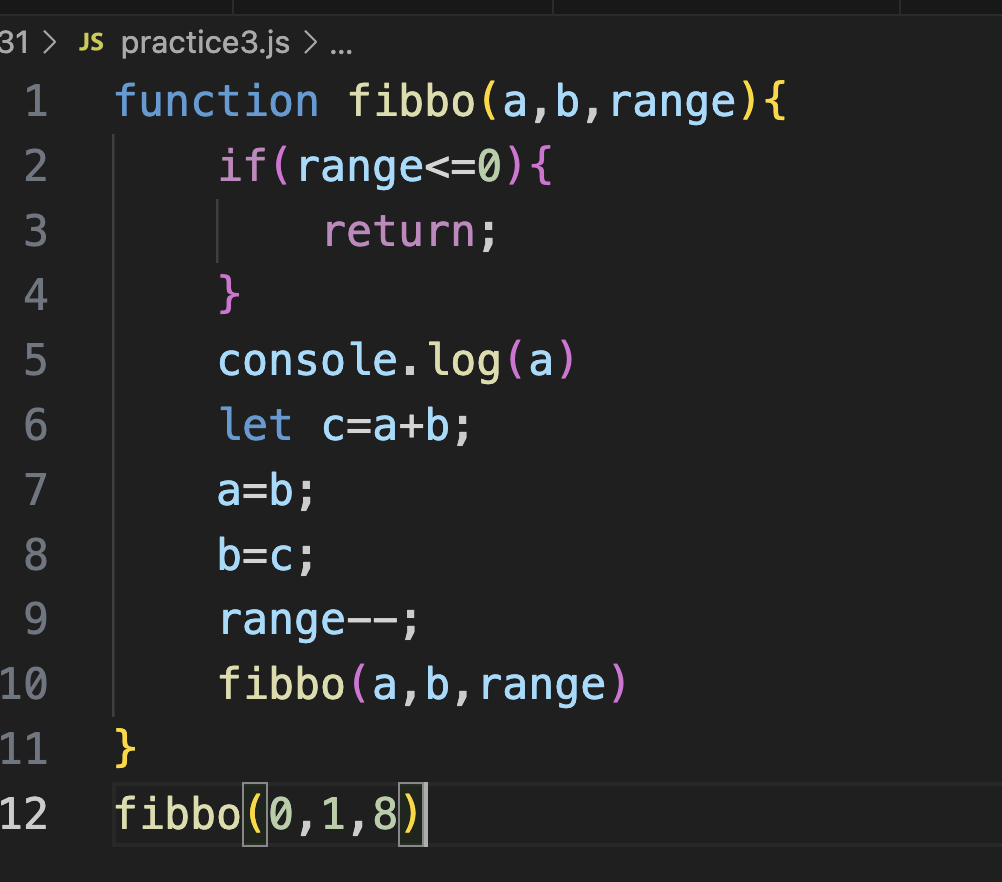 31 > JS practice3.js > ...
1 function fibbo(a,b,range){
2 if(range<=0){
3 return;
4 }
5 console.log(a)
6 let c=a+b;
7 a=b;
8 b=c;
9 range--;
10 fibbo(a,b,range)
11 }
12 fibbo(0,1,8)